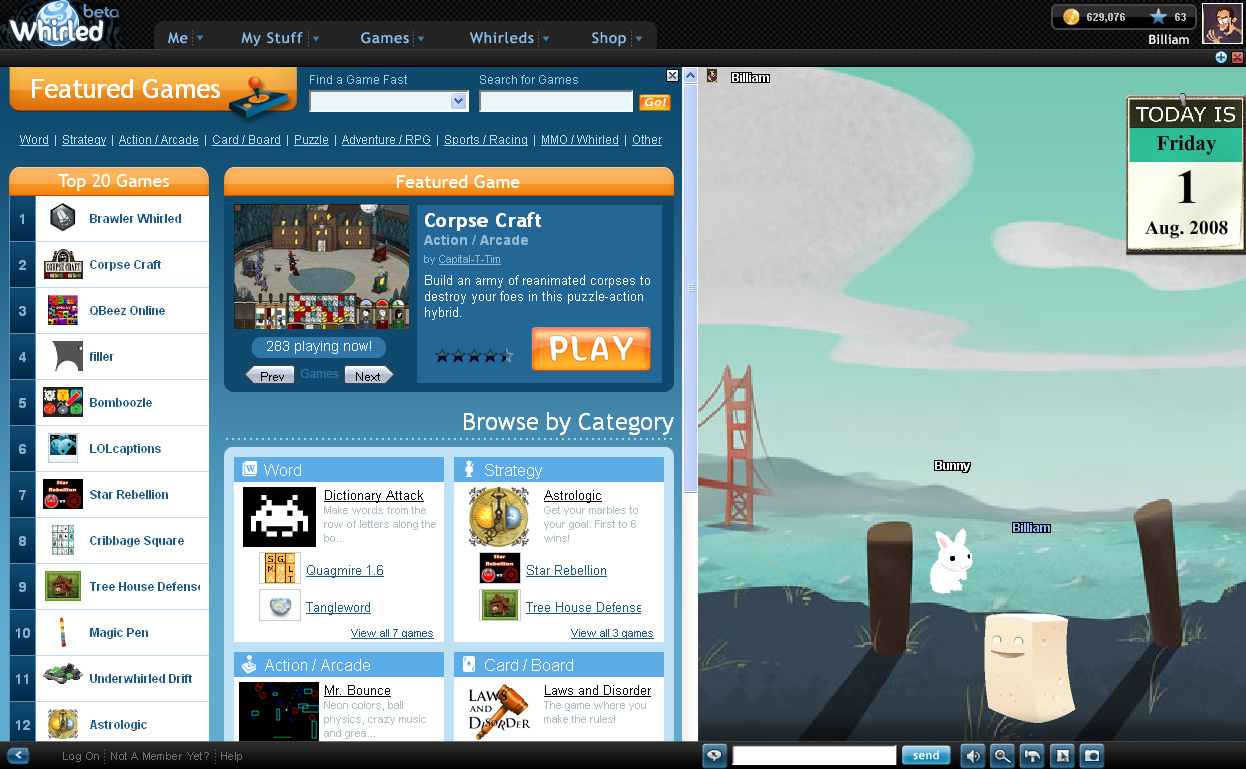 Whirled beta
Me
My Stuff
Games
Whirleds
Shop
629,076
63
Billiam
Featured Games
Find a Game Fast
Search for Games
Go!
Word | Strategy | Action / Arcade | Card / Board | Puzzle | Adventure / RPG | Sports / Racing | MMO / Whirled | Other
Top 20 Games
1 Brawler Whirled
2 Corpse Craft
3 QBeez Online
4 filler
5 Bomboozle
6 LOLcaptions
7 Star Rebellion
8 Cribbage Square
9 Tree House Defens
10 Magic Pen
11 Underwhirled Drift
12 Astrologic
Featured Game
Corpse Craft
Action / Arcade
by Capital-T-Tim
Build an army of reanimated corpses to
destroy your foes in this puzzle-action
hybrid.
283 playing now!
PLAY
Prev Games Next
Browse by Category
Word
Dictionary Attack
Make words from the
row of letters along the
bo...
Quagmire 1.6
Tangleword
View all 7 games
Strategy
Astrologic
Get your marbles to
your goal. First to 6
wins!
Star Rebellion
Tree House Defense
View all 3 games
Action / Arcade
Mr. Bounce
Neon colors, ball
physics, crazy music
and grea...
Card / Board
LAWS
AND
DISORDER
Laws and Disorder
The game where you
make the rules!
Billiam
TODAY IS
Friday
1
Aug. 2008
Bunny
Billiam
Log On
Not A Member Yet?
Help
send